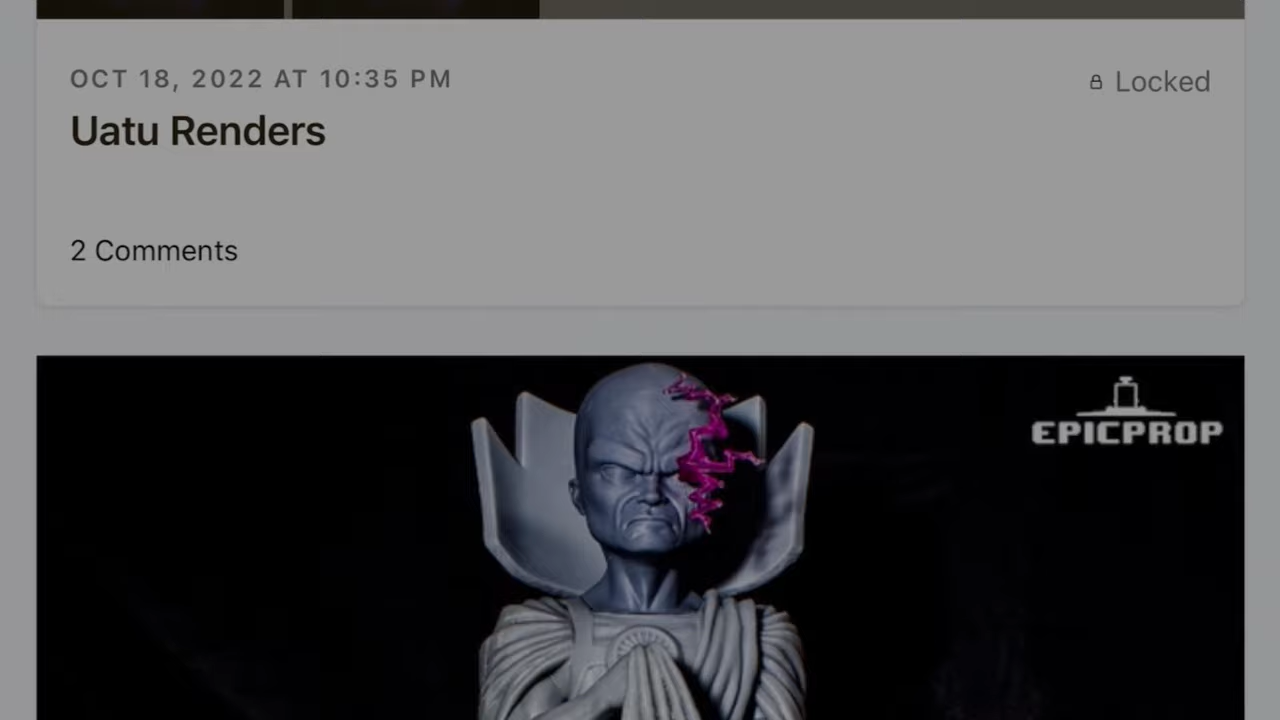 OCT 18, 2022 AT 10:35 PM
Locked
Uatu Renders
2 Comments
EPICPROP